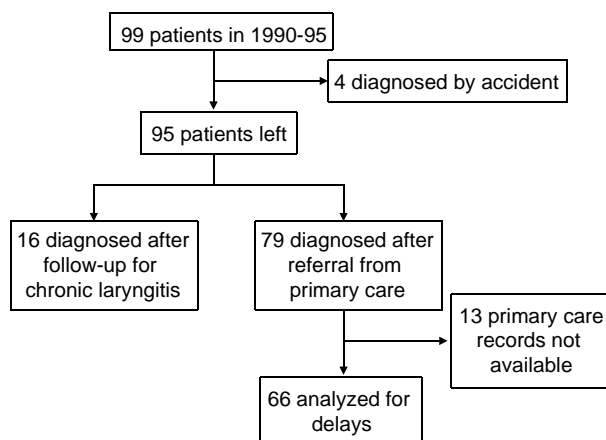 99 patients in 1990-95
4 diagnosed by accident
95 patients left
16 diagnosed after
follow-up for
chronic laryngitis
79 diagnosed after
referral from
primary care
13 primary care
records not
available
66 analyzed for
delays